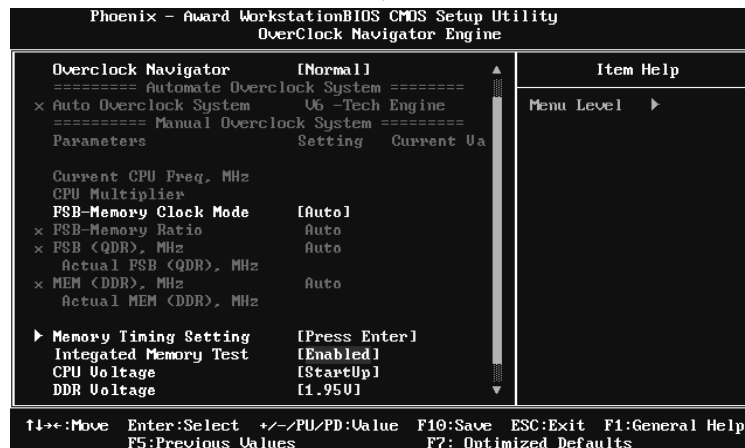 Phoenix - Award WorkstationBIOS CMOS Setup Utility
OverClock Navigator Engine
Overclock Navigator [Normal]
========= Automate Overclock System ========
x Auto Overclock System V6 -Tech Engine
========== Manual Overclock System =========
Parameters Setting Current Va
Current CPU Freq, MHz
CPU Multiplier
FSB-Memory Clock Mode [Auto]
x FSB-Memory Ratio Auto
x FSB (QDR), MHz Auto
Actual FSB (QDR), MHz
x MEM (DDR), MHz Auto
Actual MEM (DDR), MHz
Memory Timing Setting [Press Enter]
Integated Memory Test [Enabled]
CPU Voltage [StartUp]
DDR Voltage [1.95V]
Item Help
Menu Level
↑↓→←:Move Enter:Select +/-/PU/PD:Value F10:Save ESC:Exit F1:General Help
F5:Previous Values F7: Optimized Defaults